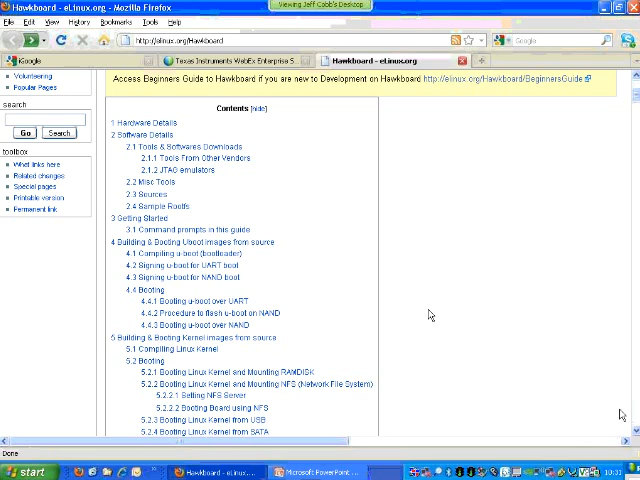 Hawkboard - eLinux.org - Mozilla Firefox
Viewing Jeff Cobb's Desktop
File Edit View History Bookmarks Tools Help
http://elinux.org/Hawkboard
Google
iGoogle
Texas Instruments WebEx Enterprise S...
Hawkboard - eLinux.org
Volunteering
Popular Pages
search
Go Search
toolbox
What links here
Related changes
Special pages
Printable version
Permanent link
Access Beginners Guide to Hawkboard if you are new to Development on Hawkboard http://elinux.org/Hawkboard/BeginnersGuide
Contents [hide]
1 Hardware Details
2 Software Details
2.1 Tools & Softwares Downloads
2.1.1 Tools From Other Vendors
2.1.2 JTAG emulators
2.2 Misc Tools
2.3 Sources
2.4 Sample Rootfs
3 Getting Started
3.1 Command prompts in this guide
4 Building & Booting Uboot images from source
4.1 Compiling u-boot (bootloader)
4.2 Signing u-boot for UART boot
4.3 Signing u-boot for NAND boot
4.4 Booting
4.4.1 Booting u-boot over UART
4.4.2 Procedure to flash u-boot on NAND
4.4.3 Booting u-boot over NAND
5 Building & Booting Kernel images from source
5.1 Compiling Linux Kernel
5.2 Booting
5.2.1 Booting Linux Kernel and Mounting RAMDISK
5.2.2 Booting Linux Kernel and Mounting NFS (Network File System)
5.2.2.1 Setting NFS Server
5.2.2.2 Booting Board using NFS
5.2.3 Booting Linux Kernel from USB
5.2.4 Booting Linux Kernel from SATA
Done
start
Hawkboard - eLinux....
Microsoft PowerPoint ...
10:31